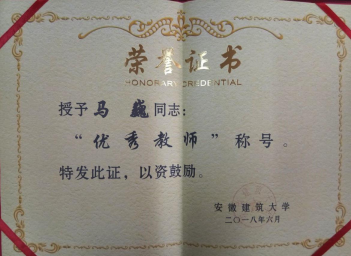 荣誉证书
HONORARY CREDENTIAL
授予马巍同志：
“优秀教师”称号。
特发此证，以资鼓励。
安徽建筑大学
二〇一八年六月